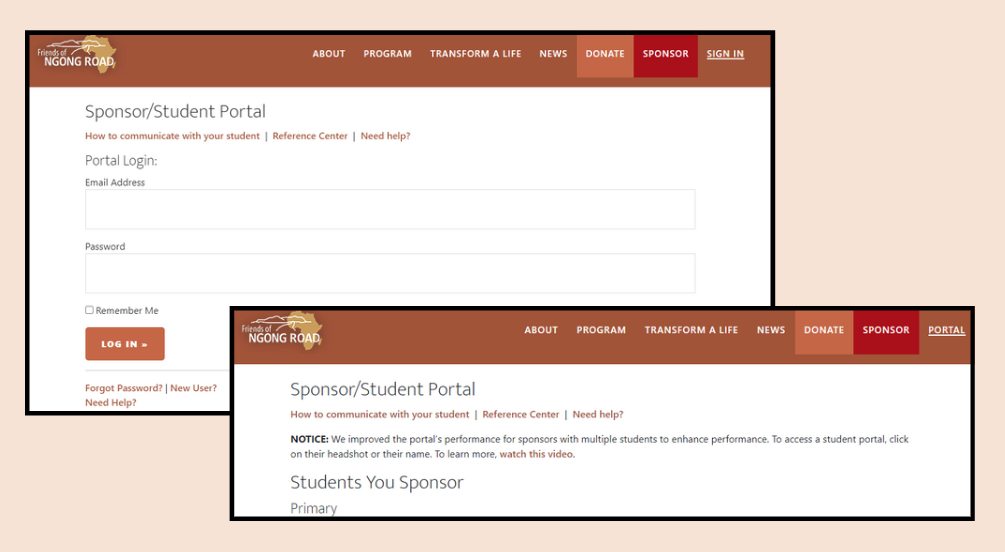 Friends of
NGONG ROAD
ABOUT PROGRAM TRANSFORM A LIFE NEWS DONATE SPONSOR SIGN IN
Sponsor/Student Portal
How to communicate with your student | Reference Center | Need help?
Portal Login:
Email Address
Password
Remember Me
LOG IN »
Forgot Password? | New User?
Need Help?
Friends of
NGONG ROAD
ABOUT PROGRAM TRANSFORM A LIFE NEWS DONATE SPONSOR PORTAL
Sponsor/Student Portal
How to communicate with your student | Reference Center | Need help?
NOTICE: We improved the portal's performance for sponsors with multiple students to enhance performance. To access a student portal, click
on their headshot or their name. To learn more, watch this video.
Students You Sponsor
Primary